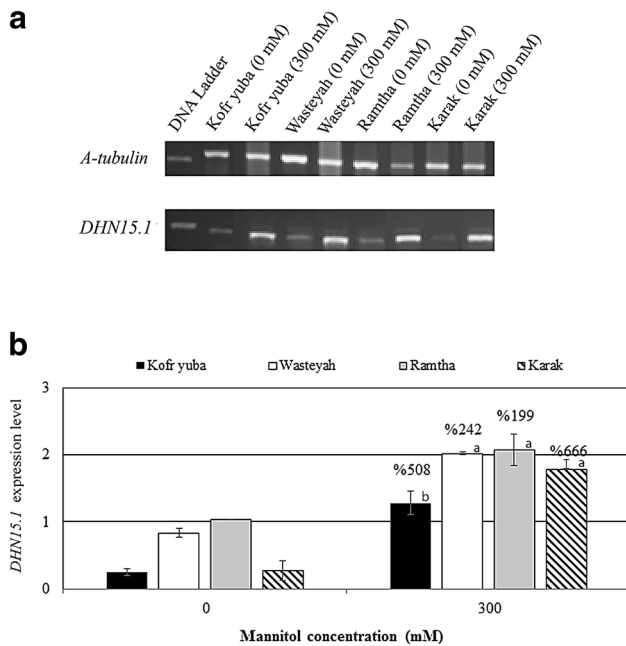 a
DNA Ladder
Kofr yuba (0 mM)
Kofr yuba (300 mM)
Wasteyah (0 mM)
Wasteyah (300 mM)
Ramtha (0 mM)
Ramtha (300 mM)
Karak (0 mM)
Karak (300 mM)
A-tubulin
DHN15.1
b
Kofr yuba Wasteyah Ramtha Karak
DHN15.1 expression level
3
2
1
0
%508 %242 %199 %666
b a a a
0 300
Mannitol concentration (mM)